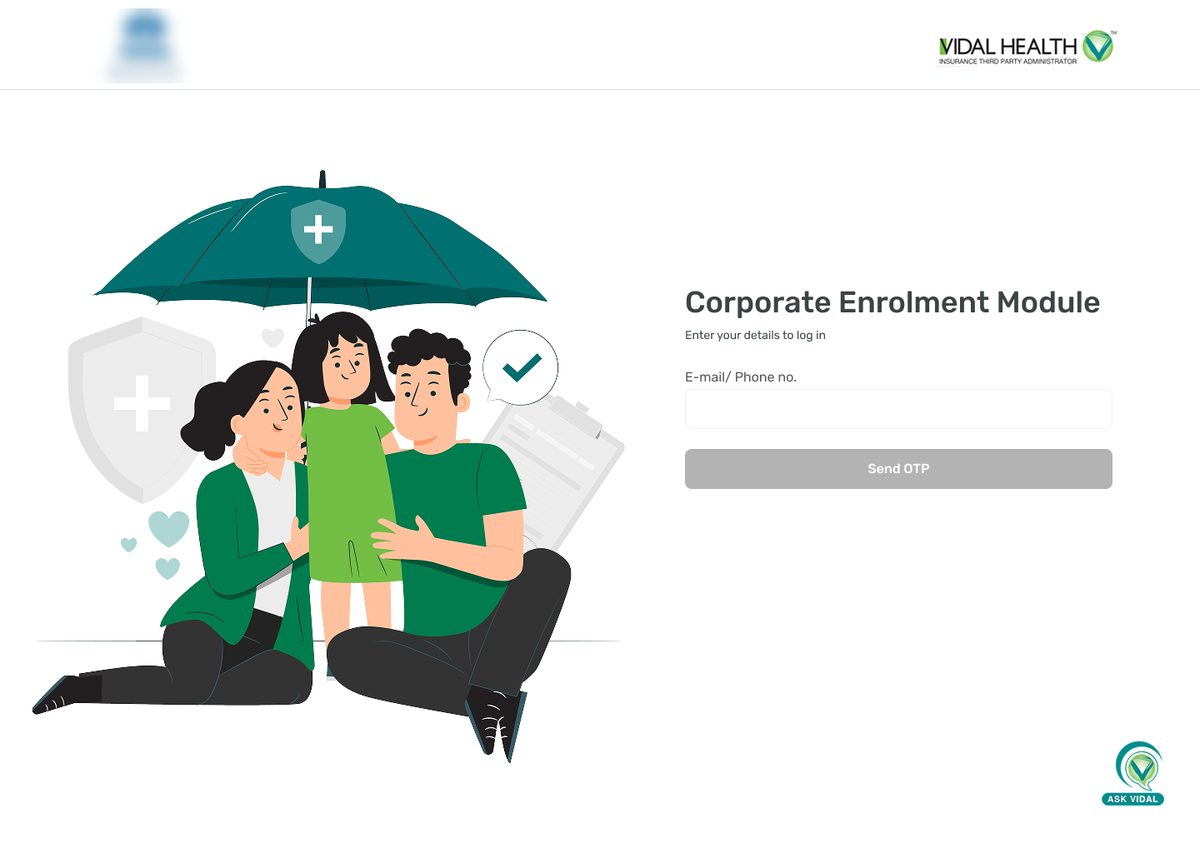 VIDAL HEALTH
TM
INSURANCE THIRD PARTY ADMINISTRATOR
Corporate Enrolment Module
Enter your details to log in
E-mail/ Phone no.
Send OTP
ASK VIDAL